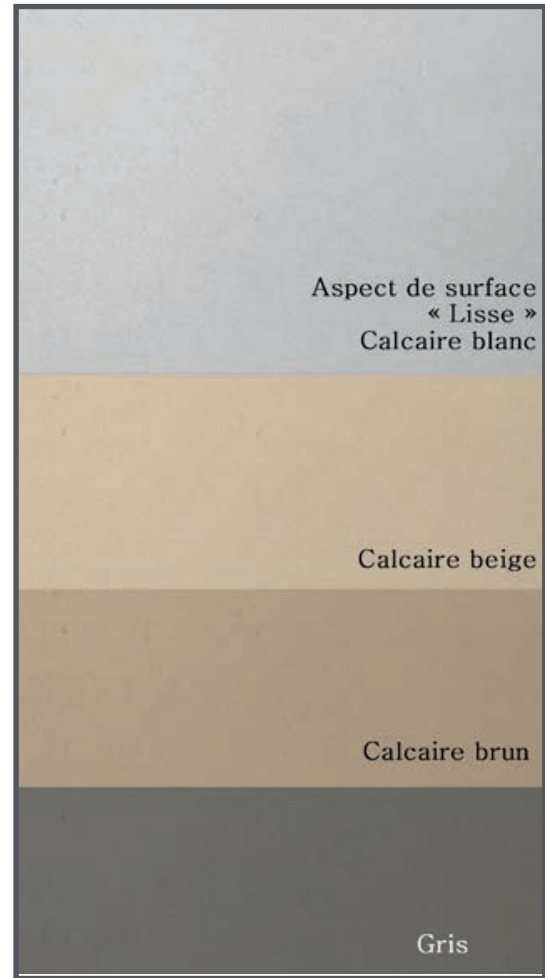 Aspect de surface
« Lisse »
Calcaire blanc
Calcaire beige
Calcaire brun
Gris